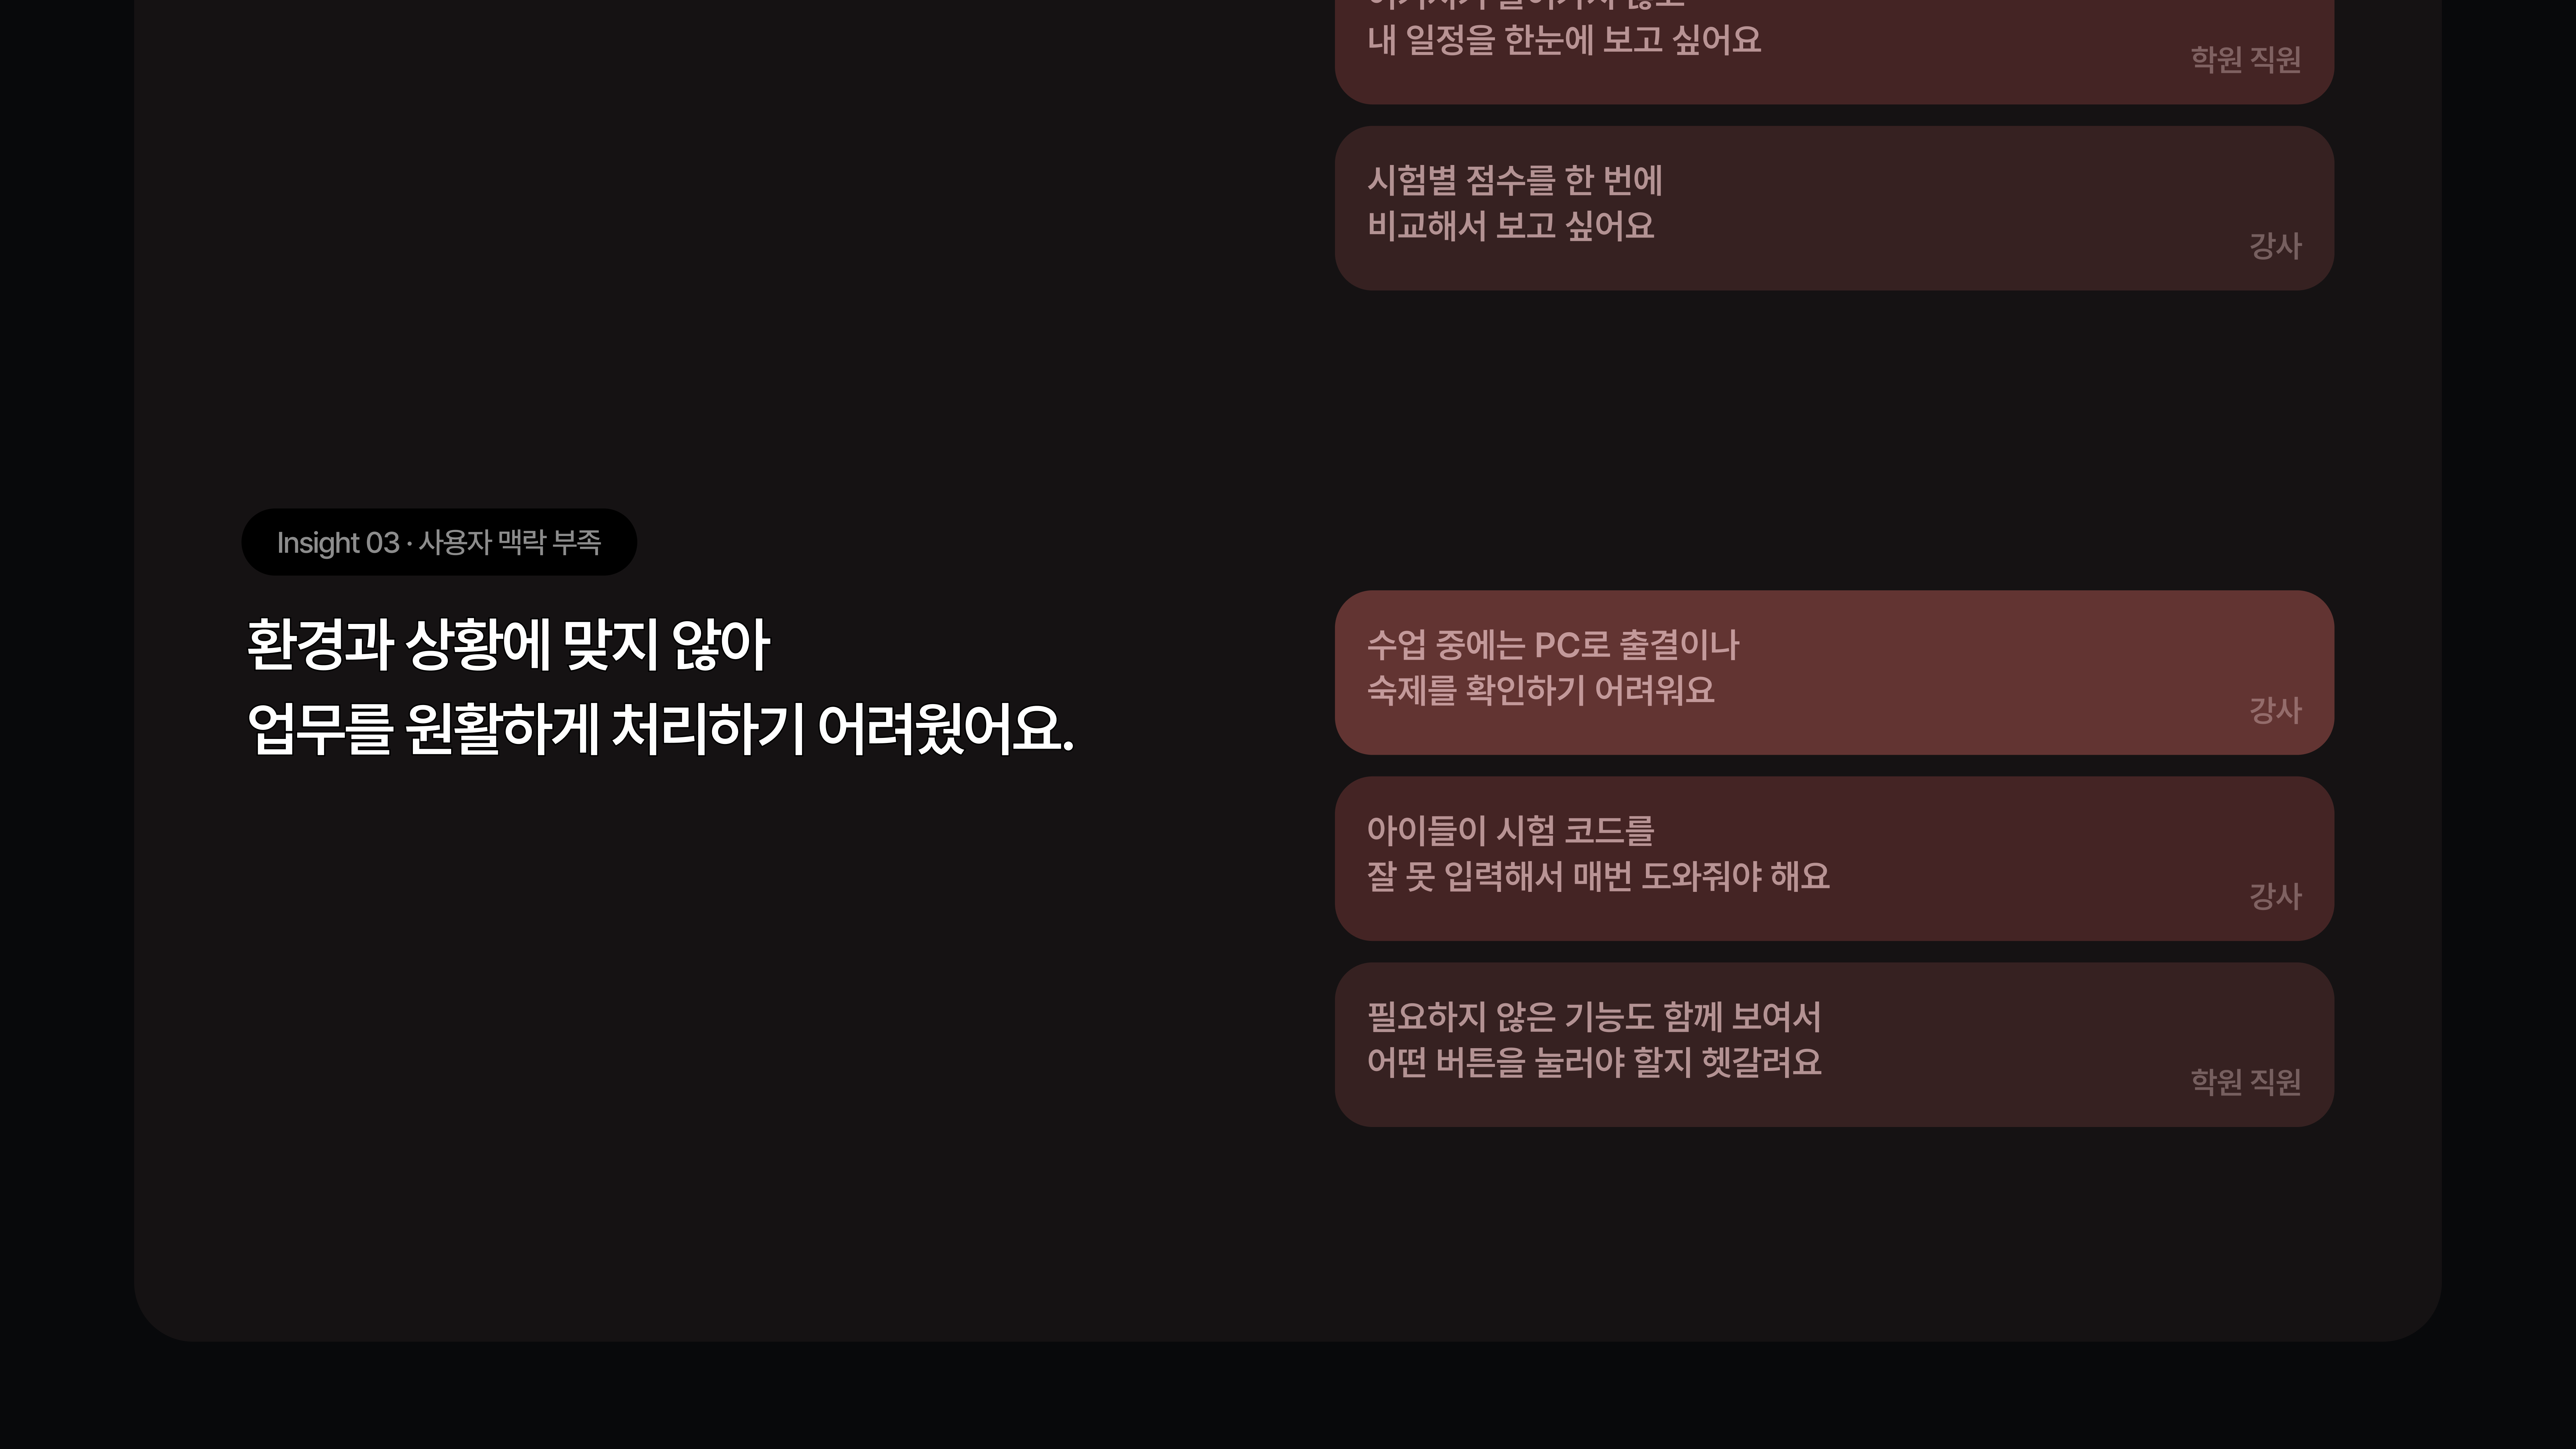 내 일정을 한눈에 보고 싶어요
학원 직원
시험별 점수를 한 번에
비교해서 보고 싶어요
강사
Insight 03 · 사용자 맥락 부족
환경과 상황에 맞지 않아
업무를 원활하게 처리하기 어려웠어요.
수업 중에는 PC로 출결이나
숙제를 확인하기 어려워요
강사
아이들이 시험 코드를
잘 못 입력해서 매번 도와줘야 해요
강사
필요하지 않은 기능도 함께 보여서
어떤 버튼을 눌러야 할지 헷갈려요
학원 직원